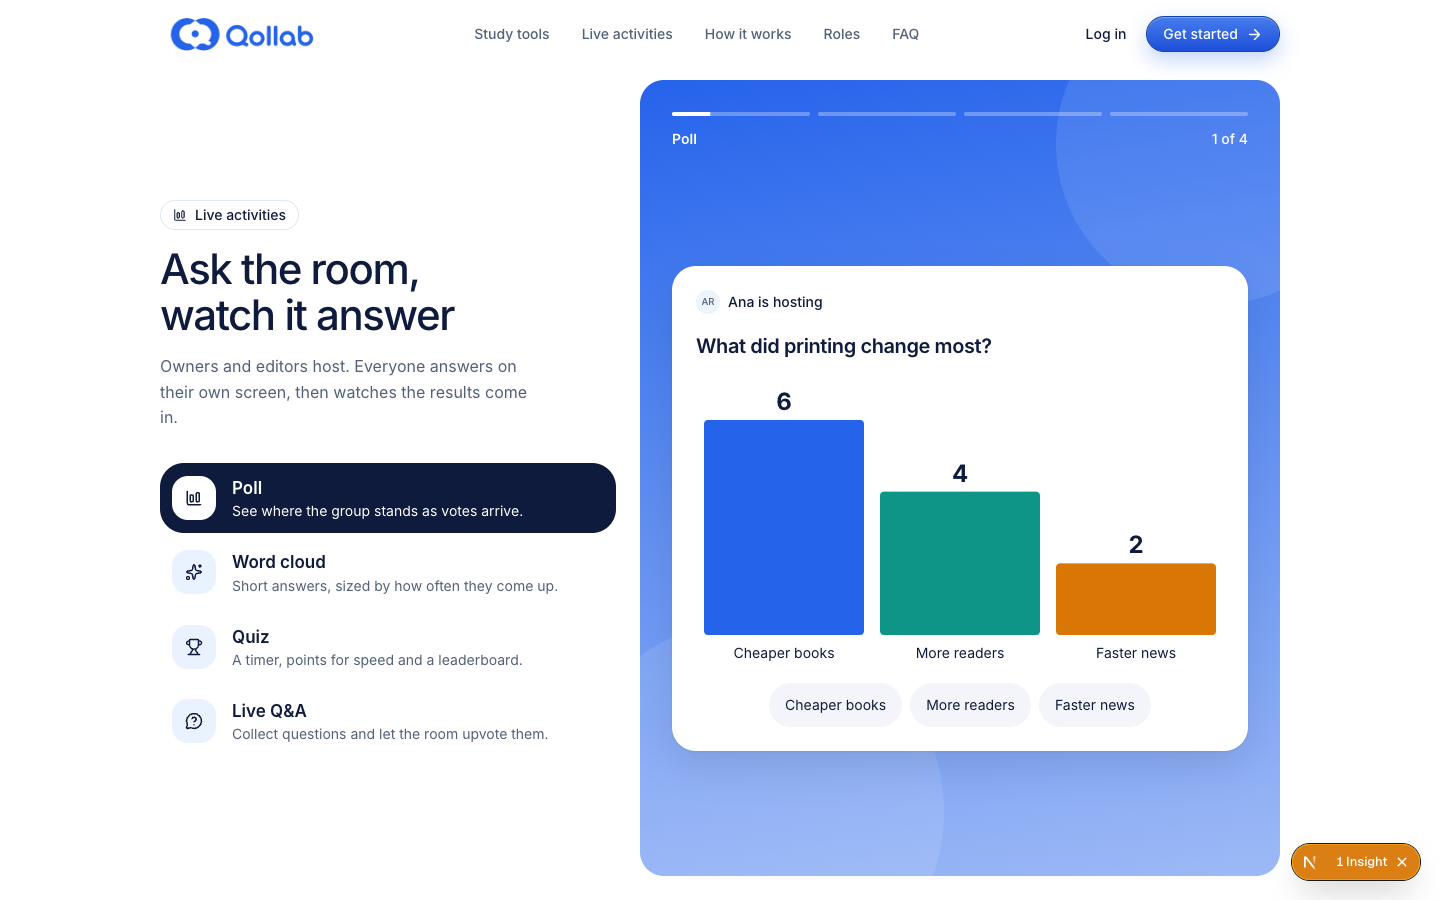 Qollab
Study tools
Live activities
How it works
Roles
FAQ
Log in
Get started
Live activities
Ask the room,
watch it answer
Owners and editors host. Everyone answers on
their own screen, then watches the results come
in.
Poll
See where the group stands as votes arrive.
Word cloud
Short answers, sized by how often they come up.
Quiz
A timer, points for speed and a leaderboard.
Live Q&A
Collect questions and let the room upvote them.
Poll
1 of 4
AR
Ana is hosting
What did printing change most?
6
4
2
Cheaper books
More readers
Faster news
Cheaper books
More readers
Faster news
N
1 Insight